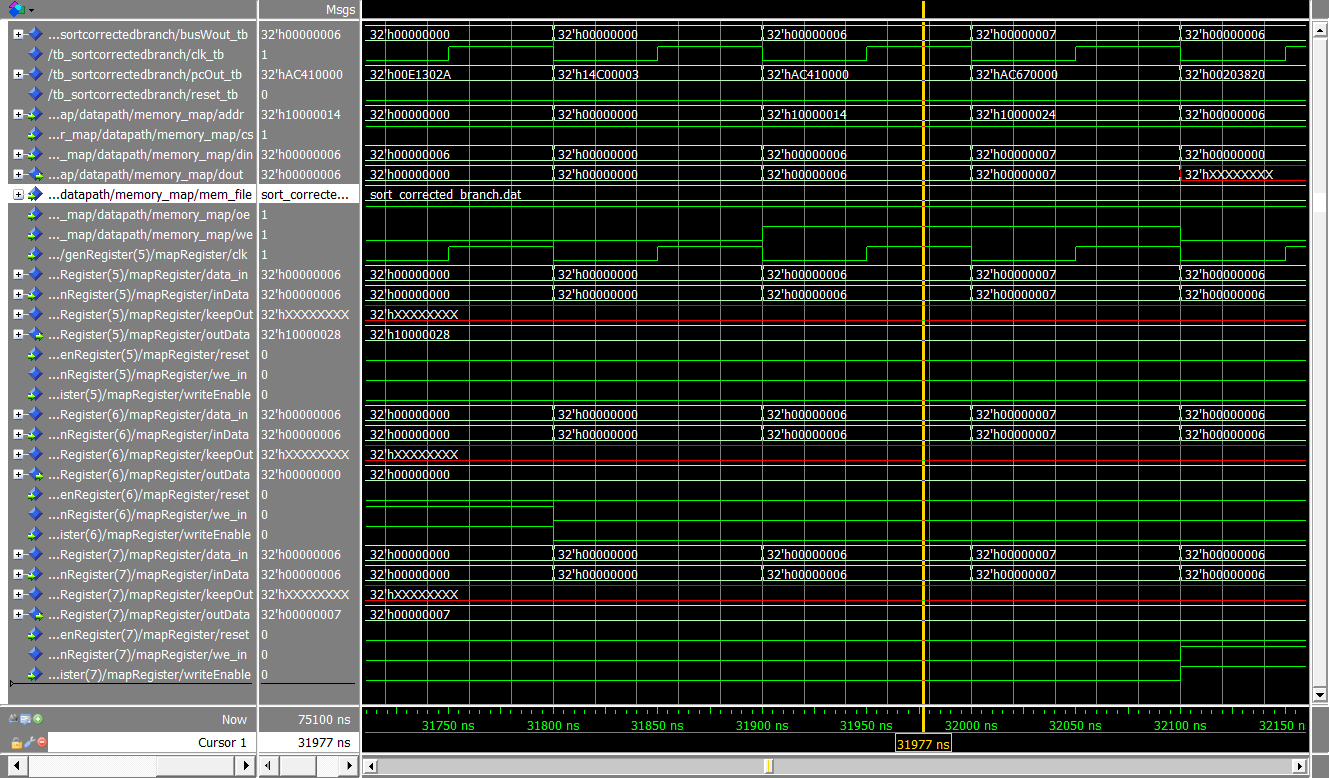 Msgs
...sortcorrectedbranch/busWout_tb 32'h00000006 32'h00000000 32'h00000000 32'h00000006 32'h00000007 32'h00000006
/tb_sortcorrectedbranch/clk_tb 1
/tb_sortcorrectedbranch/pcOut_tb 32'hAC410000 32'h00E1302A 32'h14C00003 32'hAC410000 32'hAC670000 32'h00203820
/tb_sortcorrectedbranch/reset_tb 0
...ap/datapath/memory_map/addr 32'h10000014 32'h00000000 32'h00000000 32'h10000014 32'h10000024 32'h00000006
...r_map/datapath/memory_map/cs 1
..._map/datapath/memory_map/din 32'h00000006 32'h00000006 32'h00000000 32'h00000006 32'h00000007 32'h00000000
...ap/datapath/memory_map/dout 32'h00000006 32'h00000000 32'h00000000 32'h00000006 32'h00000007 32'hXXXXXXXX
...datapath/memory_map/mem_file sort_correcte... sort_corrected_branch.dat
..._map/datapath/memory_map/oe 1
..._map/datapath/memory_map/we 1
.../genRegister(5)/mapRegister/clk 1
...Register(5)/mapRegister/data_in 32'h00000006 32'h00000000 32'h00000000 32'h00000006 32'h00000007 32'h00000006
...nRegister(5)/mapRegister/inData 32'h00000006 32'h00000000 32'h00000000 32'h00000006 32'h00000007 32'h00000006
...Register(5)/mapRegister/keepOut 32'hXXXXXXXX 32'hXXXXXXXX
...Register(5)/mapRegister/outData 32'h10000028 32'h10000028
...enRegister(5)/mapRegister/reset 0
...nRegister(5)/mapRegister/we_in 0
...ister(5)/mapRegister/writeEnable 0
...Register(6)/mapRegister/data_in 32'h00000006 32'h00000000 32'h00000000 32'h00000006 32'h00000007 32'h00000006
...nRegister(6)/mapRegister/inData 32'h00000006 32'h00000000 32'h00000000 32'h00000006 32'h00000007 32'h00000006
...Register(6)/mapRegister/keepOut 32'hXXXXXXXX 32'hXXXXXXXX
...Register(6)/mapRegister/outData 32'h00000000 32'h00000000
...enRegister(6)/mapRegister/reset 0
...nRegister(6)/mapRegister/we_in 0
...ister(6)/mapRegister/writeEnable 0
...Register(7)/mapRegister/data_in 32'h00000006 32'h00000000 32'h00000000 32'h00000006 32'h00000007 32'h00000006
...nRegister(7)/mapRegister/inData 32'h00000006 32'h00000000 32'h00000000 32'h00000006 32'h00000007 32'h00000006
...Register(7)/mapRegister/keepOut 32'hXXXXXXXX 32'hXXXXXXXX
...Register(7)/mapRegister/outData 32'h00000007 32'h00000007
...enRegister(7)/mapRegister/reset 0
...nRegister(7)/mapRegister/we_in 0
...ister(7)/mapRegister/writeEnable 0
Now 75100 ns 31750 ns 31800 ns 31850 ns 31900 ns 31950 ns 32000 ns 32050 ns 32100 ns 32150 n
Cursor 1 31977 ns 31977 ns